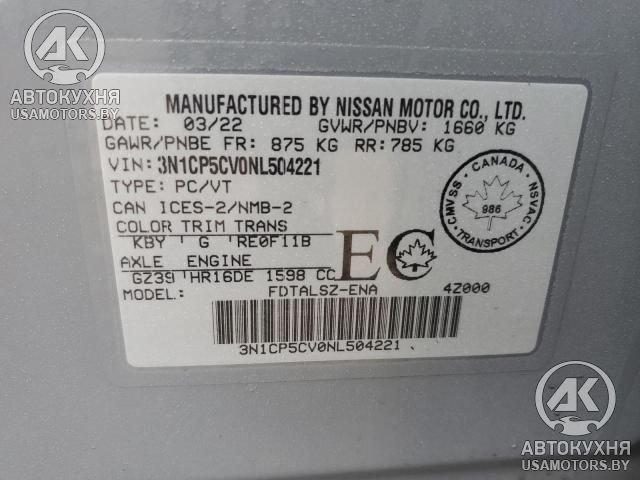 AK
АВТОКУХНЯ
USAMOTORS.BY
MANUFACTURED BY NISSAN MOTOR CO., LTD.
DATE: 03/22 GVWR/PNBV: 1660 KG
GAWR/PNBE FR: 875 KG RR: 785 KG
VIN: 3N1CP5CV0NL504221
TYPE: PC/VT
CAN ICES-2/NMB-2
COLOR TRIM TRANS
KBY G RE0F11B
AXLE ENGINE
GZ39 HR16DE 1598 CC
EC
MODEL: FDTALSZ-ENA 4Z000
3N1CP5CV0NL504221
CANADA
CMVSS NSVAC
986
TRANSPORT
AK
АВТОКУХНЯ
USAMOTORS.BY